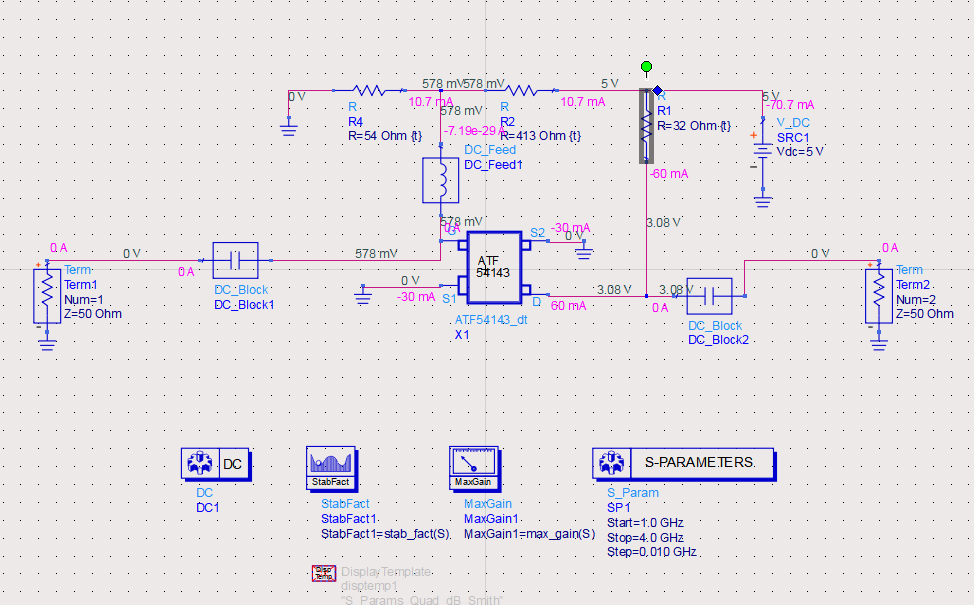 0 V
578 mV
578 mV
5 V
5 V
R
R4
R=54 Ohm {t}
10.7 mA
578 mV
-7.19e-29 A
R
R2
R=413 Ohm {t}
10.7 mA
R
R1
R=32 Ohm {t}
-60 mA
-70.7 mA
+
V_DC
SRC1
Vdc=5 V
-
DC_Feed
DC_Feed1
578 mV
0 A
G
S2
-30 mA
0 V
3.08 V
ATF
54143
0 A
+
Term
Term1
Num=1
Z=50 Ohm
-
0 V
0 A
DC_Block
DC_Block1
578 mV
0 V
-30 mA
S1
D
60 mA
ATF54143_dt
X1
3.08 V
3.08 V
0 A
DC_Block
DC_Block2
0 V
0 A
+
Term
Term2
Num=2
Z=50 Ohm
-
DC
DC
DC1
StabFact
StabFact
StabFact1
StabFact1=stab_fact(S)
MaxGain
MaxGain
MaxGain1
MaxGain1=max_gain(S)
S-PARAMETERS
S_Param
SP1
Start=1.0 GHz
Stop=4.0 GHz
Step=0.010 GHz
Disp
Temp
DisplayTemplate
disptemp1
"S_Params_Quad_dB_Smith"